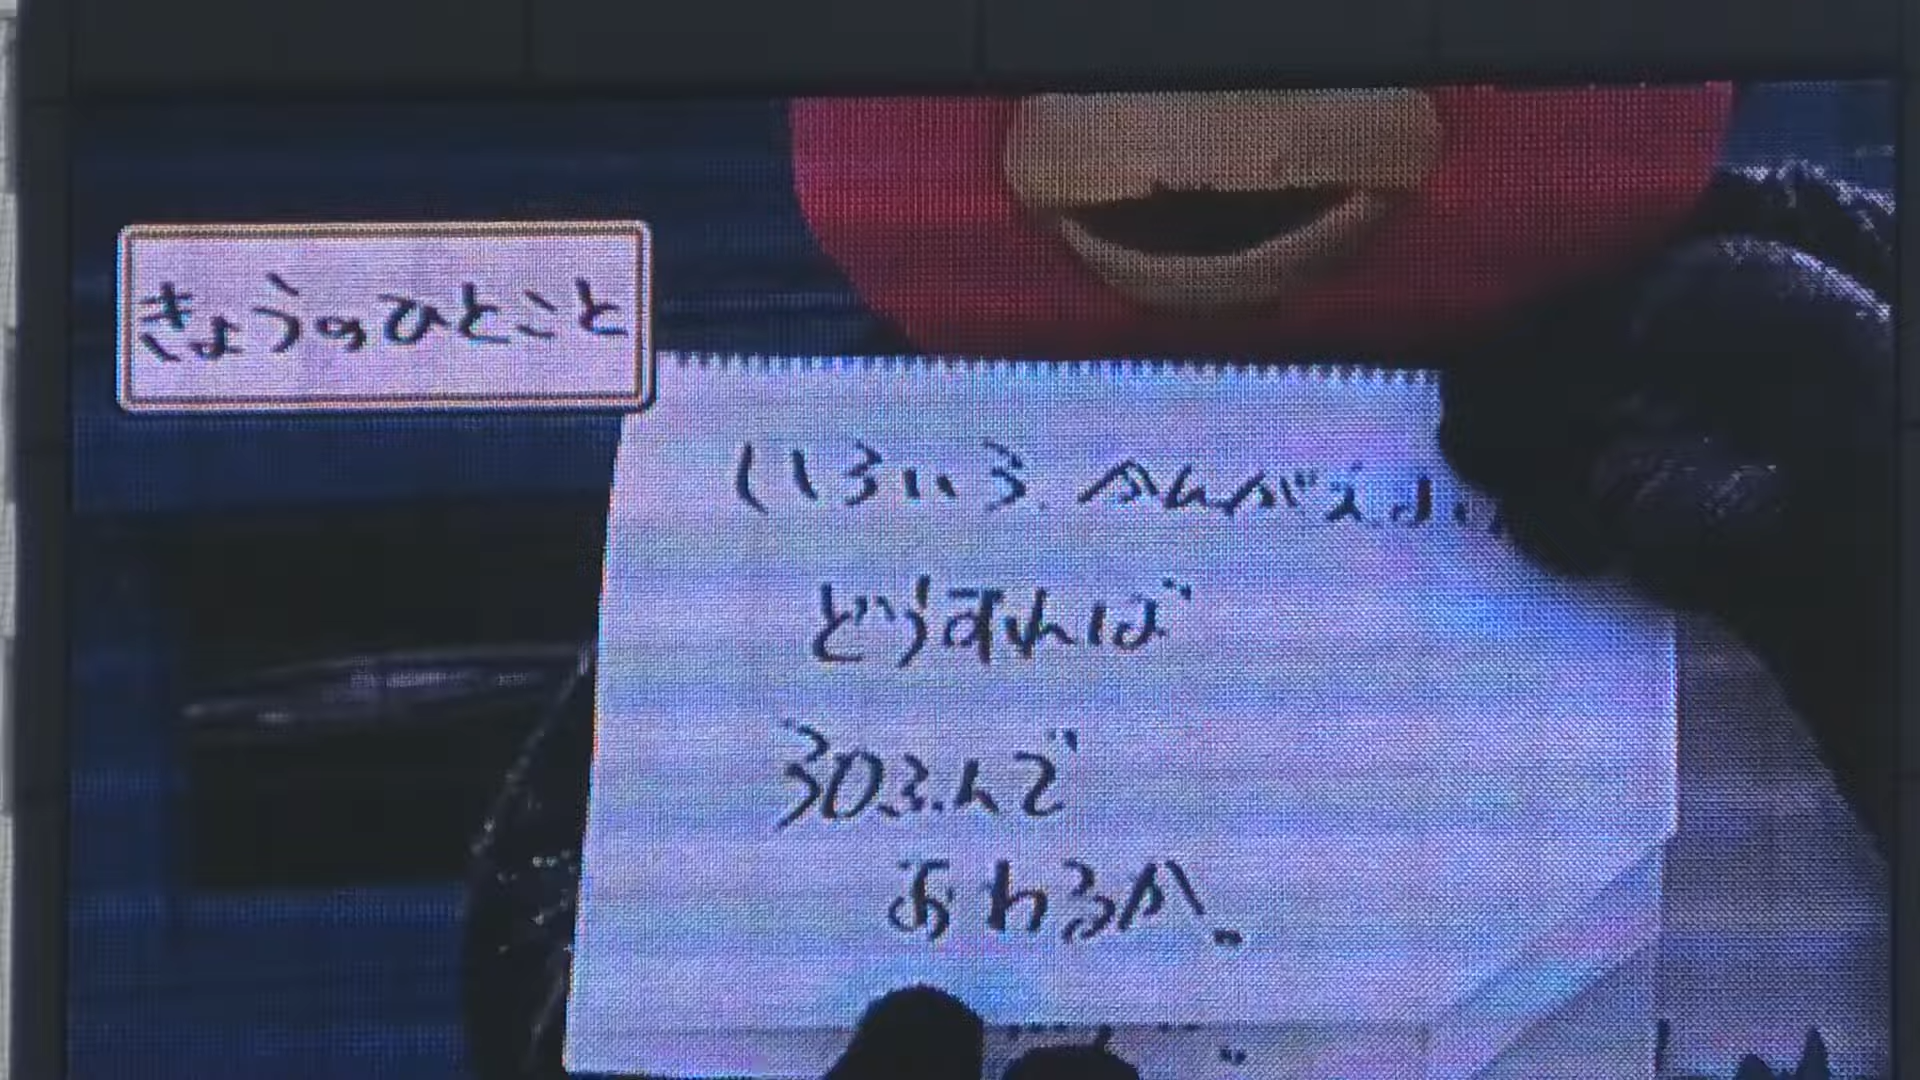 きょうのひとこと
いろいろ かんがえ
どうすれば
30ふんで
おわるか。